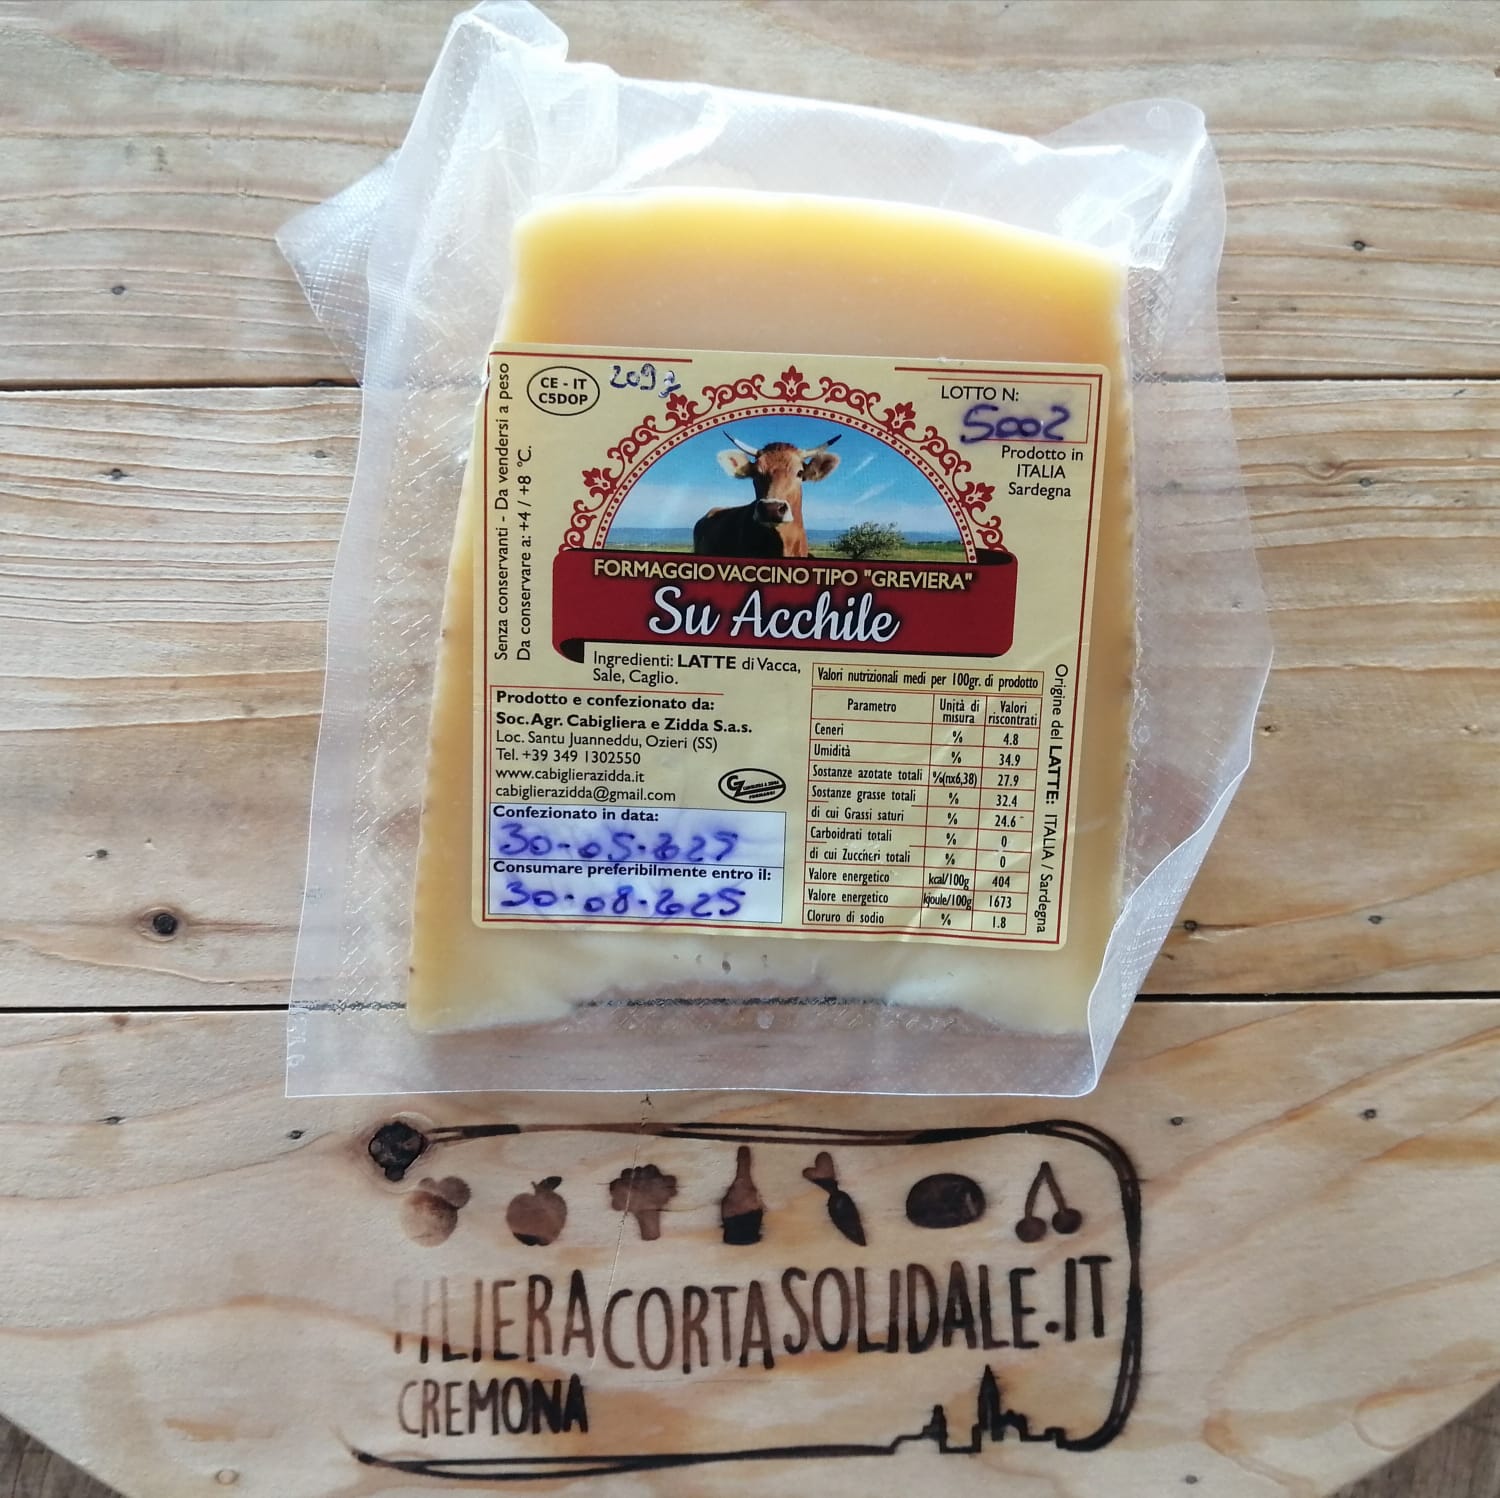 Senza conservanti - Da vendersi a peso
Da conservare a: +4 / +8 °C.
CE - IT
C5DOP
LOTTO N:
5002
Prodotto in
ITALIA
Sardegna
FORMAGGIO VACCINO TIPO "GREVIERA"
Su Acchile
Ingredienti: LATTE di Vacca,
Sale, Caglio.
Prodotto e confezionato da:
Soc. Agr. Cabigliera e Zidda S.a.s.
Loc. Santu Juanneddu, Ozieri (SS)
Tel. +39 349 1302550
www.cabiglierazidda.it
cabiglierazidda@gmail.com
Confezionato in data:
30-05-2025
Consumare preferibilmente entro il:
30-08-2025
Valori nutrizionali medi per 100gr. di prodotto
Parametro Unità di misura Valori riscontrati
Ceneri % 4.8
Umidità % 34.9
Sostanze azotate totali %(nx6,38) 27.9
Sostanze grasse totali % 32.4
di cui Grassi saturi % 24.6
Carboidrati totali % 0
di cui Zuccheri totali % 0
Valore energetico kcal/100g 404
Valore energetico kjoule/100g 1673
Cloruro di sodio % 1.8
Origine del LATTE: ITALIA / Sardegna
FILIERACORTASOLIDALE.IT
CREMONA